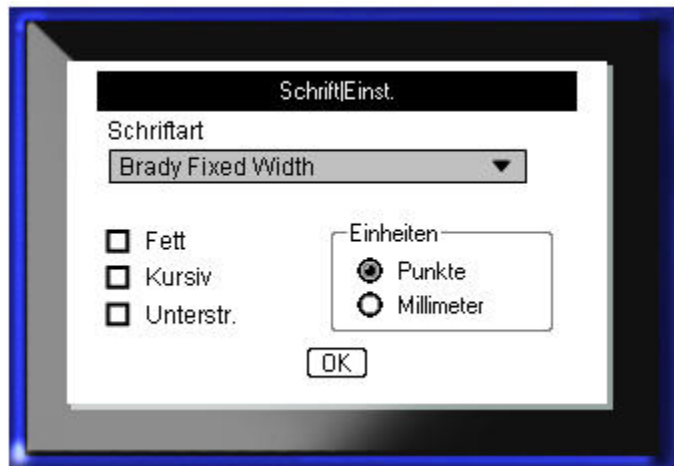 Schrift|Einst.
Schriftart
Brady Fixed Width
Fett
Kursiv
Unterstr.
Einheiten
Punkte
Millimeter
OK